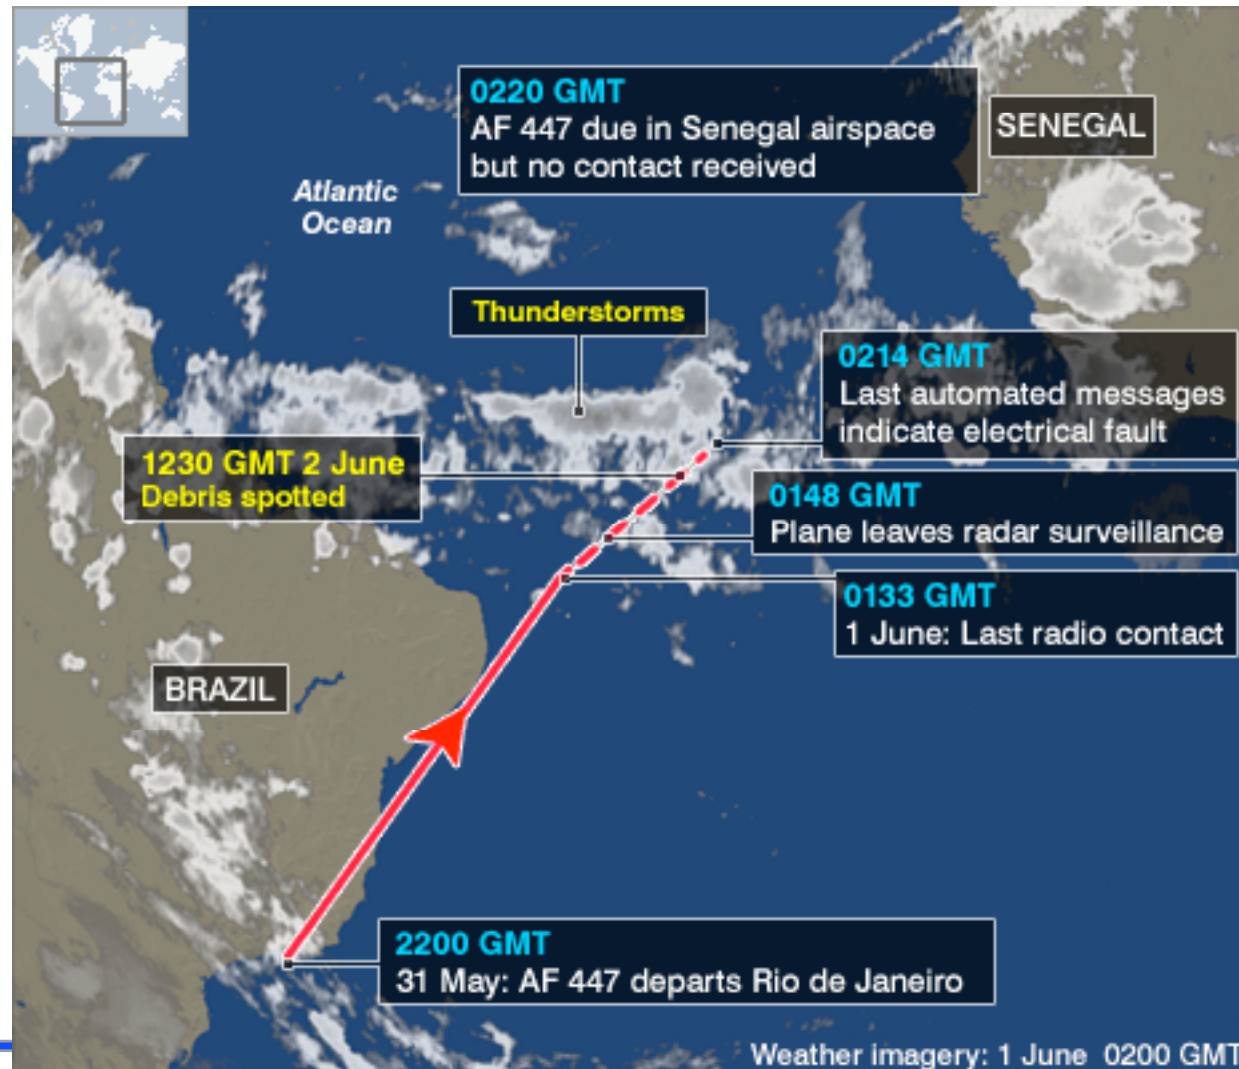 0220 GMT
AF 447 due in Senegal airspace
but no contact received
SENEGAL
Atlantic
Ocean
Thunderstorms
0214 GMT
Last automated messages
indicate electrical fault
1230 GMT 2 June
Debris spotted
0148 GMT
Plane leaves radar surveillance
0133 GMT
1 June: Last radio contact
BRAZIL
2200 GMT
31 May: AF 447 departs Rio de Janeiro
Weather imagery: 1 June 0200 GMT